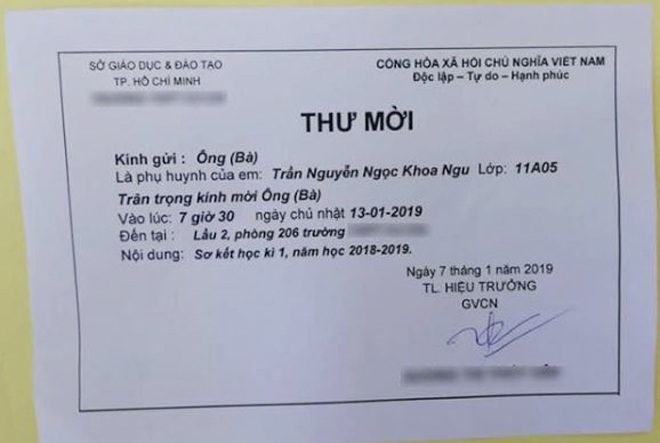 SỞ GIÁO DỤC & ĐÀO TẠO
TP. HỒ CHÍ MINH
CỘNG HÒA XÃ HỘI CHỦ NGHĨA VIỆT NAM
Độc lập – Tự do – Hạnh phúc
THƯ MỜI
Kính gửi : Ông (Bà)
Là phụ huynh của em: Trần Nguyễn Ngọc Khoa Ngu Lớp: 11A05
Trân trọng kính mời Ông (Bà)
Vào lúc: 7 giờ 30 ngày chủ nhật 13-01-2019
Đến tại : Lầu 2, phòng 206 trường
Nội dung: Sơ kết học kì 1, năm học 2018-2019.
Ngày 7 tháng 1 năm 2019
TL. HIỆU TRƯỞNG
GVCN